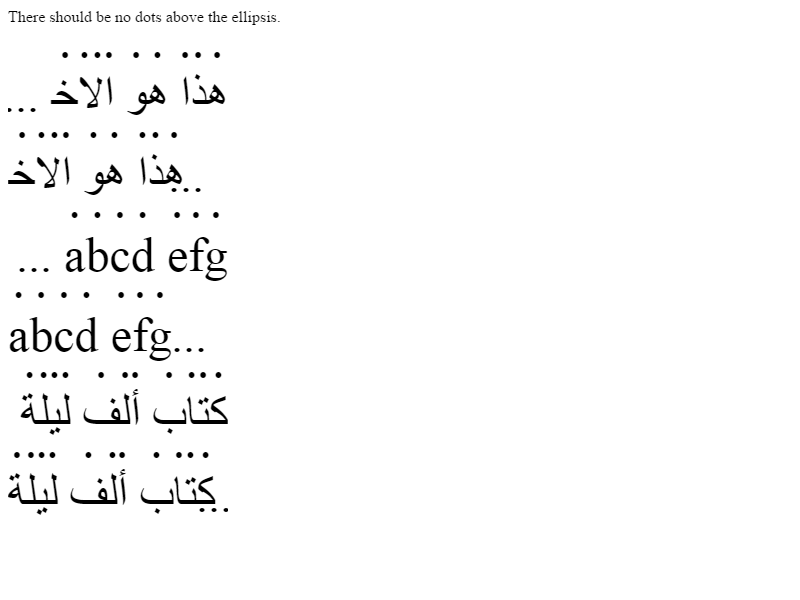 There should be no dots above the ellipsis.
هذا هو الاخ ...
هذا هو الاخ...
... abcd efg
abcd efg...
كتاب ألف ليلة
كتاب ألف ليلة...